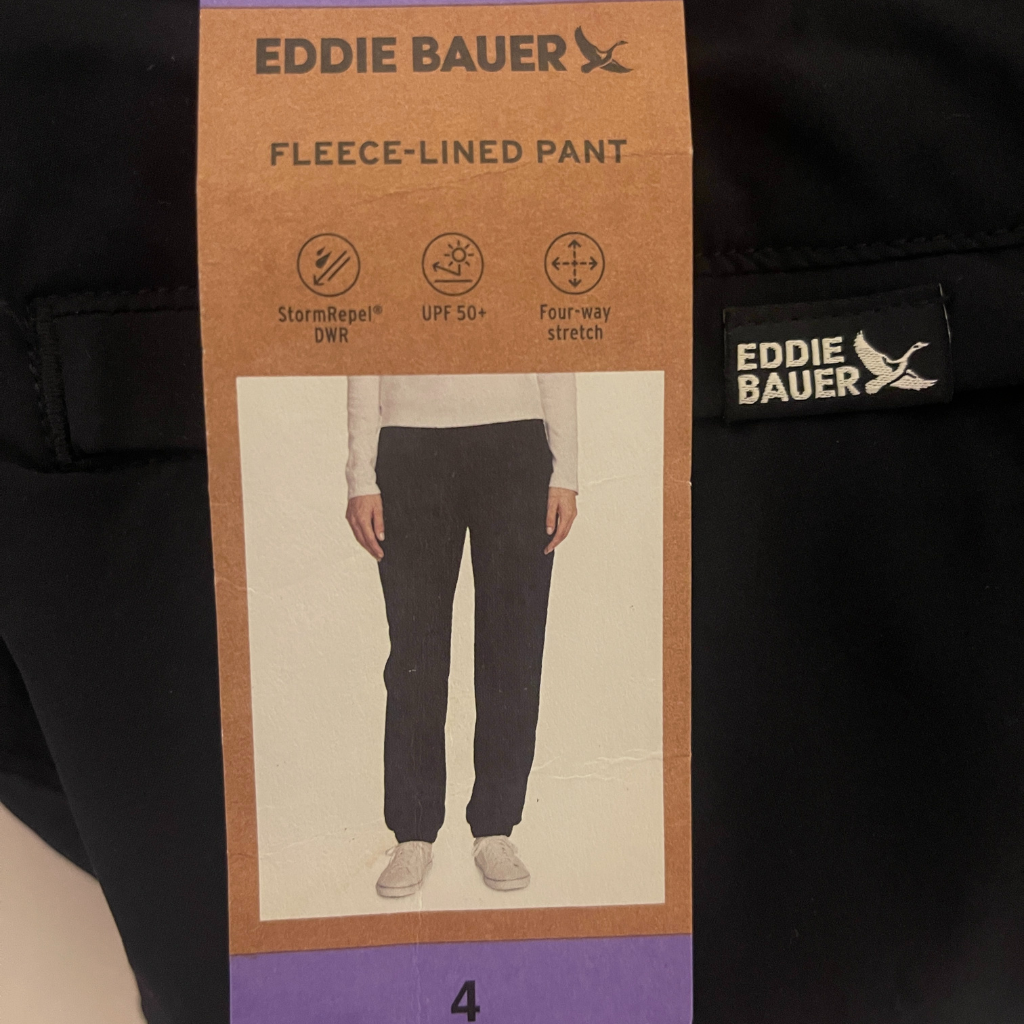 EDDIE BAUER
FLEECE-LINED PANT
StormRepel®
DWR
UPF 50+
Four-way
stretch
EDDIE
BAUER
4